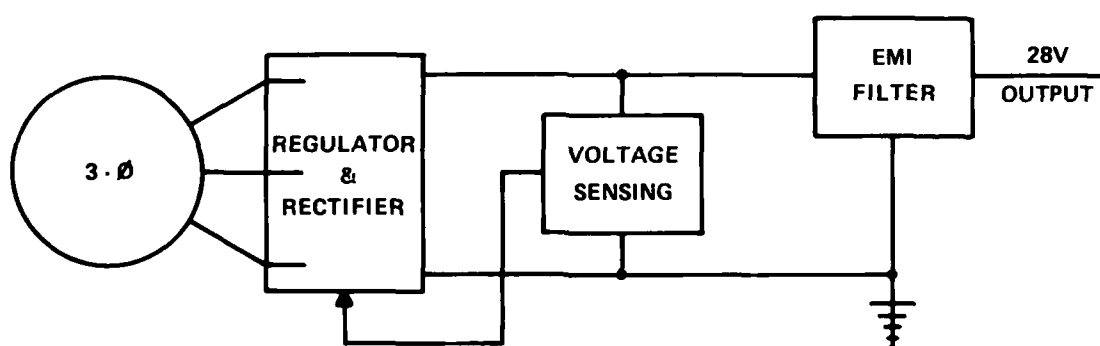 3·Ø
REGULATOR
&
RECTIFIER
VOLTAGE
SENSING
EMI
FILTER
28V
OUTPUT